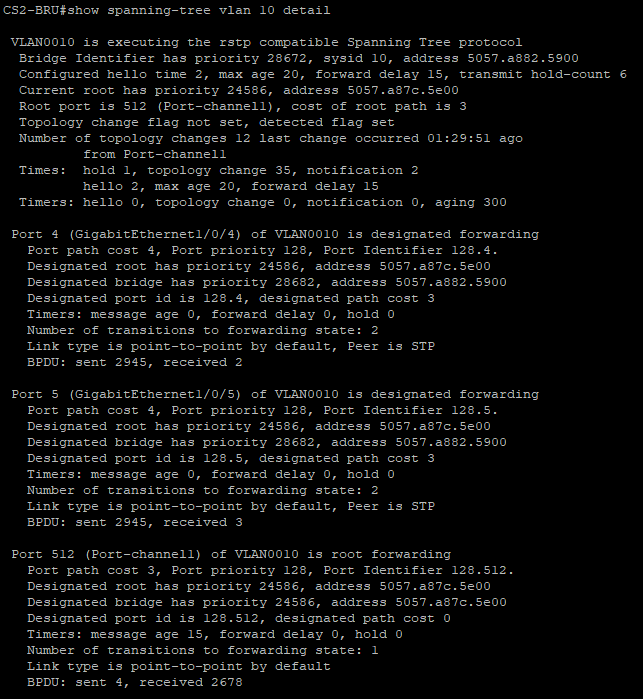 CS2-BRU#show spanning-tree vlan 10 detail
VLAN0010 is executing the rstp compatible Spanning Tree protocol
Bridge Identifier has priority 28672, sysid 10, address 5057.a882.5900
Configured hello time 2, max age 20, forward delay 15, transmit hold-count 6
Current root has priority 24586, address 5057.a87c.5e00
Root port is 512 (Port-channel1), cost of root path is 3
Topology change flag not set, detected flag set
Number of topology changes 12 last change occurred 01:29:51 ago
from Port-channel1
Times: hold 1, topology change 35, notification 2
hello 2, max age 20, forward delay 15
Timers: hello 0, topology change 0, notification 0, aging 300
Port 4 (GigabitEthernet1/0/4) of VLAN0010 is designated forwarding
Port path cost 4, Port priority 128, Port Identifier 128.4.
Designated root has priority 24586, address 5057.a87c.5e00
Designated bridge has priority 28682, address 5057.a882.5900
Designated port id is 128.4, designated path cost 3
Timers: message age 0, forward delay 0, hold 0
Number of transitions to forwarding state: 2
Link type is point-to-point by default, Peer is STP
BPDU: sent 2945, received 2
Port 5 (GigabitEthernet1/0/5) of VLAN0010 is designated forwarding
Port path cost 4, Port priority 128, Port Identifier 128.5.
Designated root has priority 24586, address 5057.a87c.5e00
Designated bridge has priority 28682, address 5057.a882.5900
Designated port id is 128.5, designated path cost 3
Timers: message age 0, forward delay 0, hold 0
Number of transitions to forwarding state: 2
Link type is point-to-point by default, Peer is STP
BPDU: sent 2945, received 3
Port 512 (Port-channel1) of VLAN0010 is root forwarding
Port path cost 3, Port priority 128, Port Identifier 128.512.
Designated root has priority 24586, address 5057.a87c.5e00
Designated bridge has priority 24586, address 5057.a87c.5e00
Designated port id is 128.512, designated path cost 0
Timers: message age 15, forward delay 0, hold 0
Number of transitions to forwarding state: 1
Link type is point-to-point by default
BPDU: sent 4, received 2678